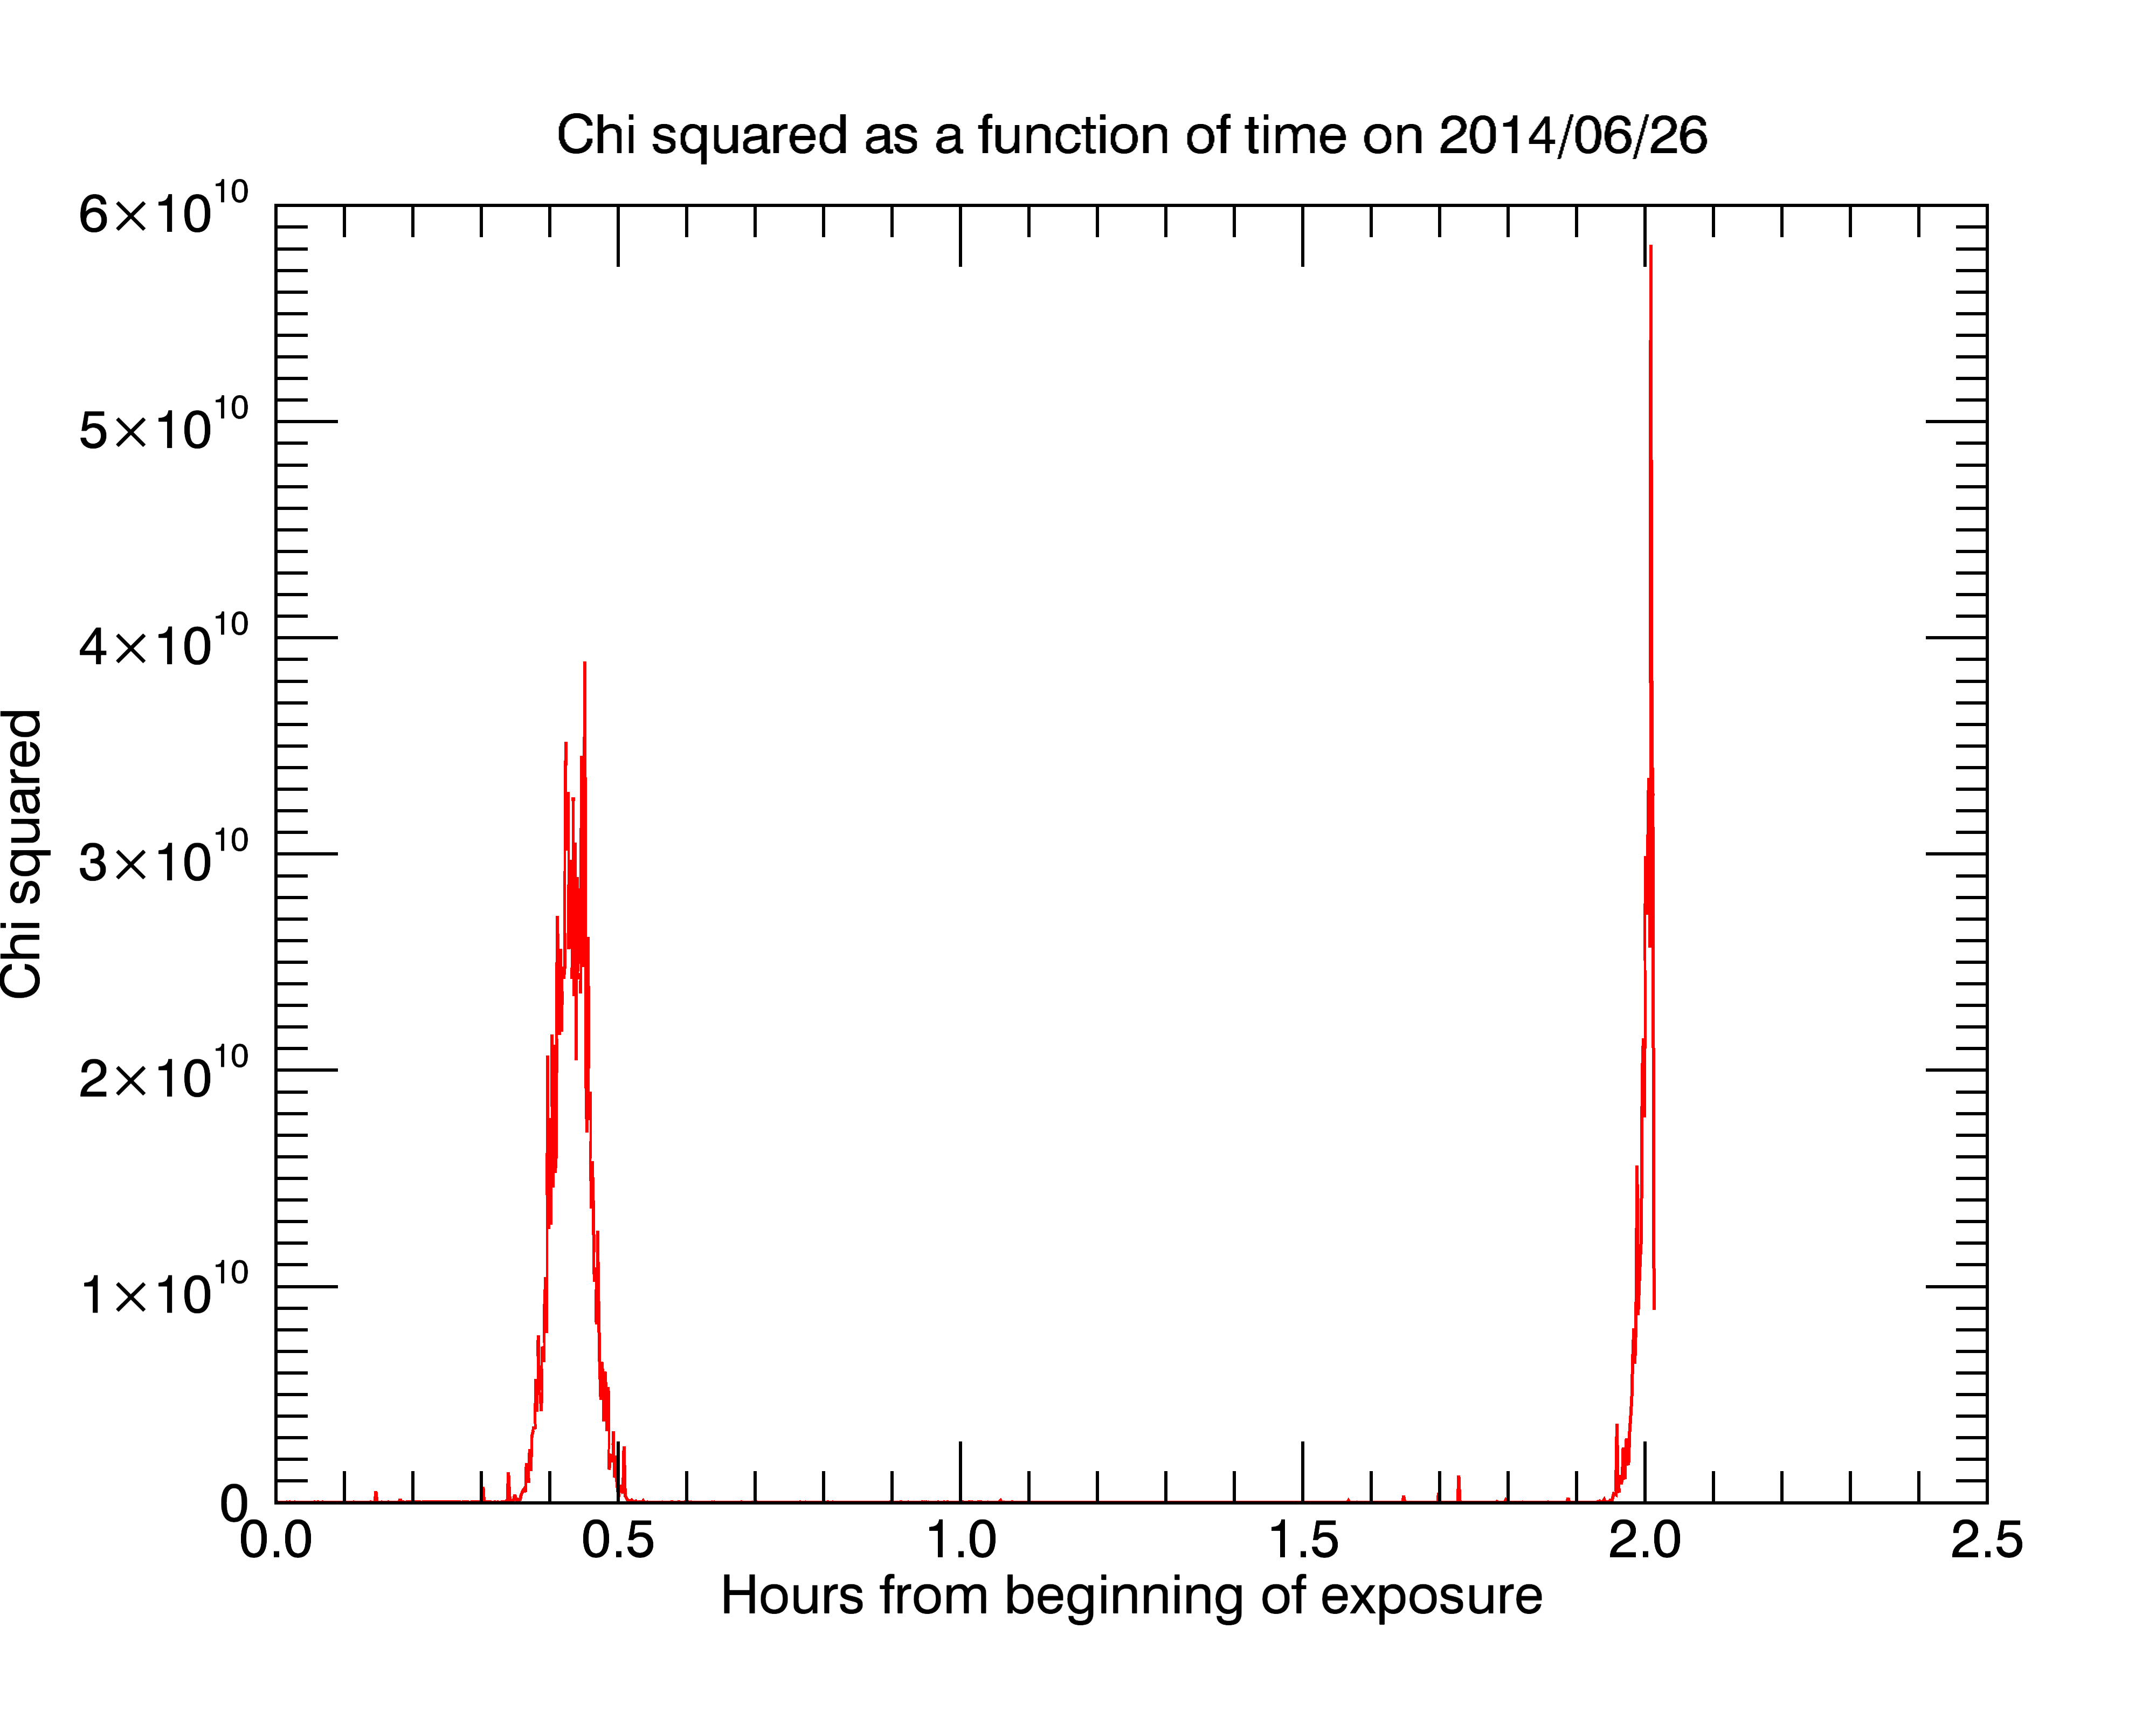 Chi squared as a function of time on 2014/06/26
6×10¹⁰
5×10¹⁰
4×10¹⁰
3×10¹⁰
2×10¹⁰
1×10¹⁰
0
Chi squared
0.0 0.5 1.0 1.5 2.0 2.5
Hours from beginning of exposure